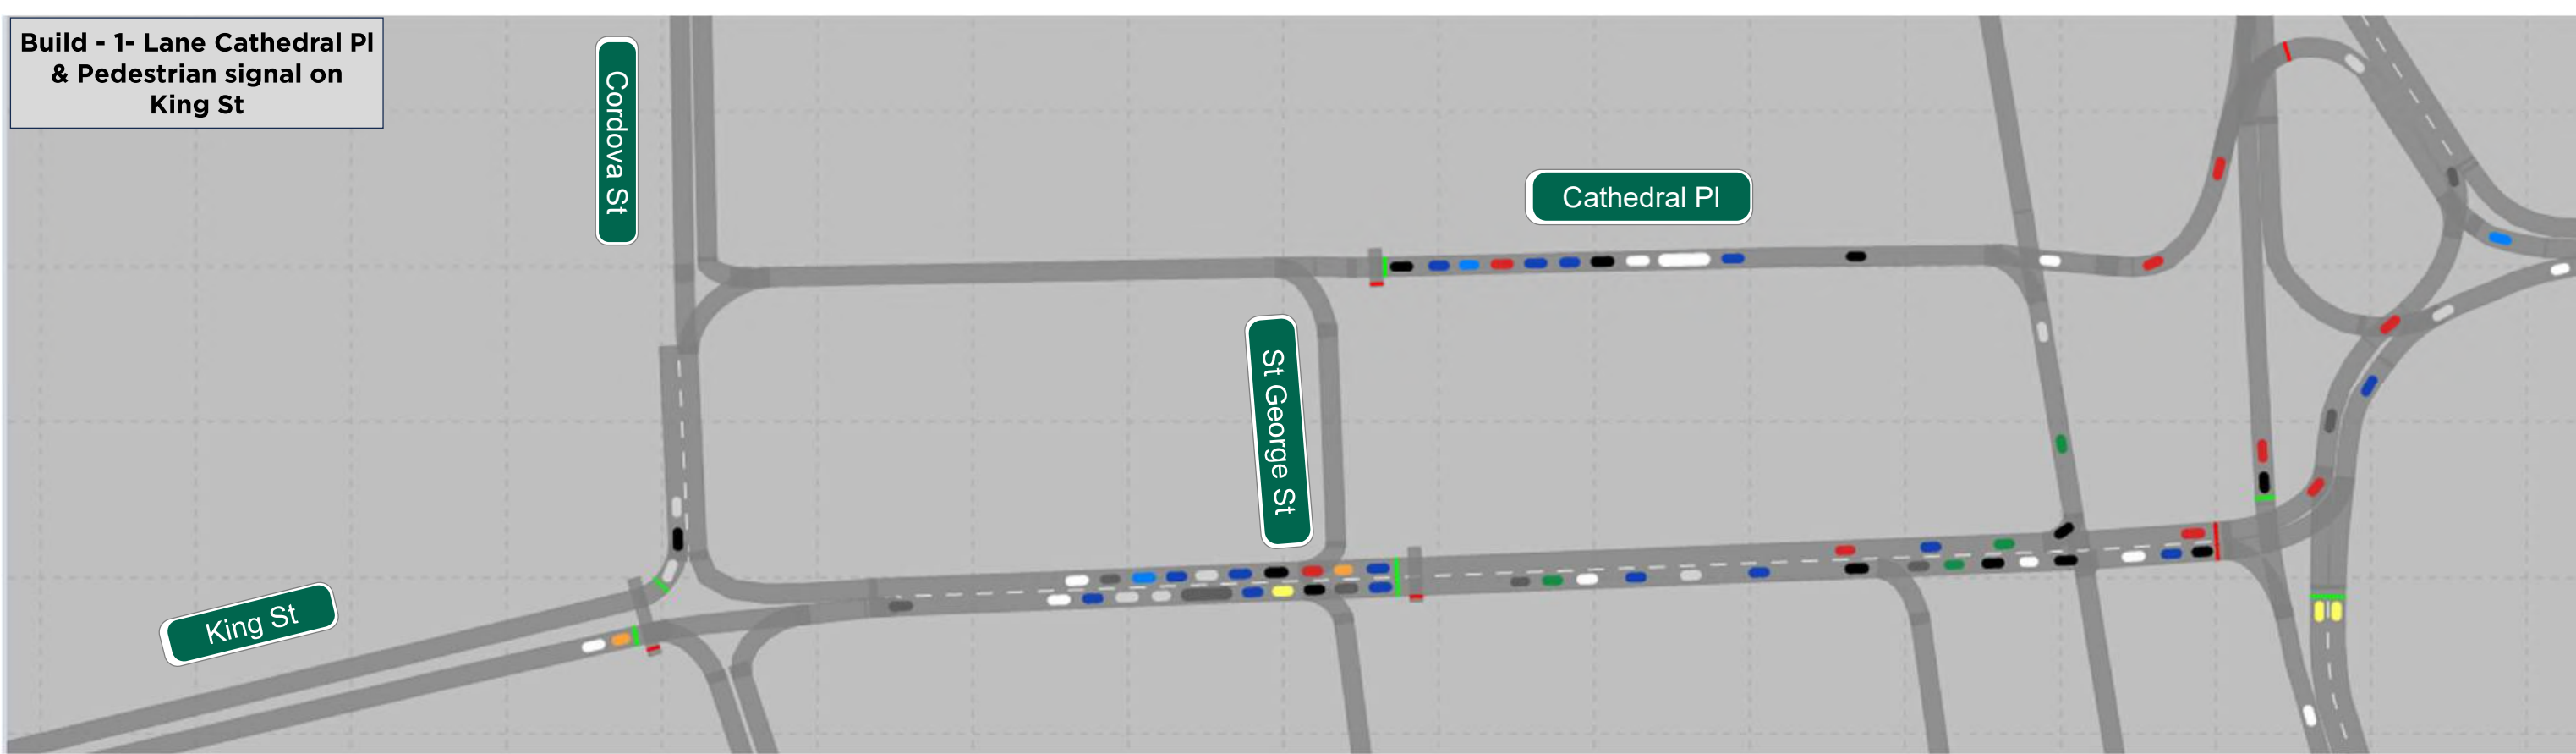 Build - 1- Lane Cathedral Pl
& Pedestrian signal on
King St
Cordova St
Cathedral Pl
St George St
King St